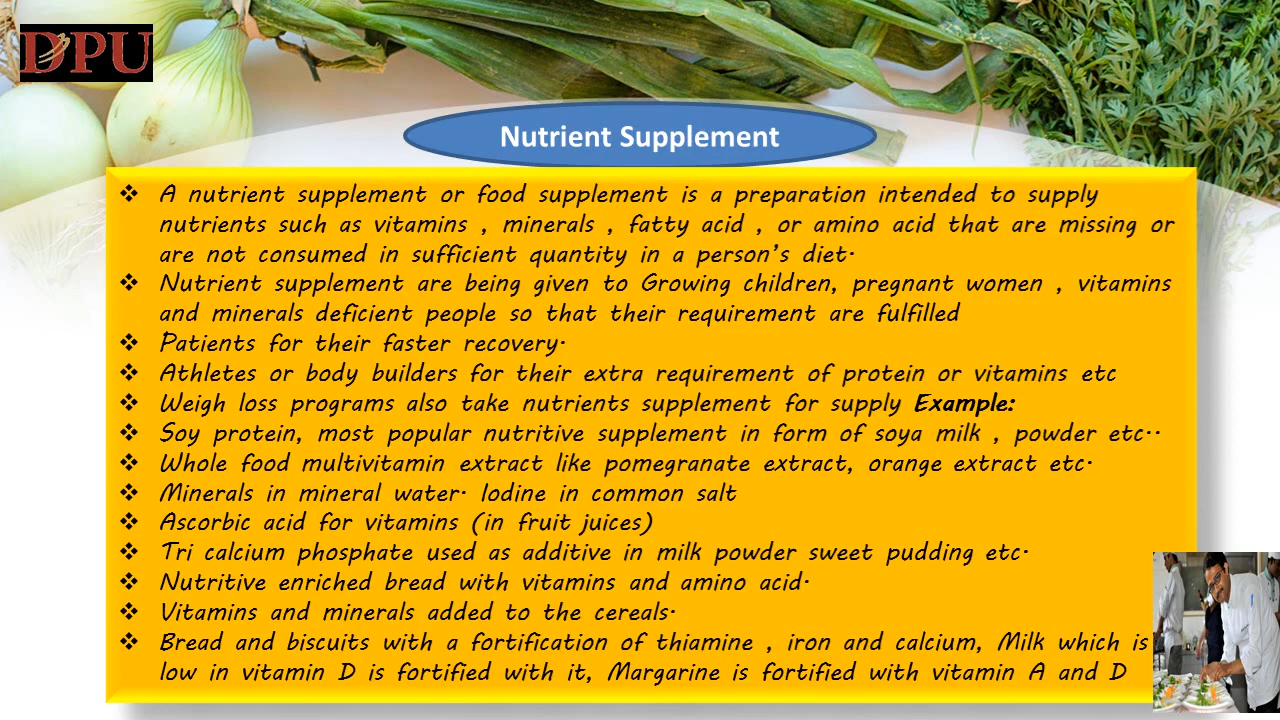 DPU
Nutrient Supplement
❖ A nutrient supplement or food supplement is a preparation intended to supply
nutrients such as vitamins , minerals , fatty acid , or amino acid that are missing or
are not consumed in sufficient quantity in a person's diet.
❖ Nutrient supplement are being given to Growing children, pregnant women , vitamins
and minerals deficient people so that their requirement are fulfilled
❖ Patients for their faster recovery.
❖ Athletes or body builders for their extra requirement of protein or vitamins etc
❖ Weigh loss programs also take nutrients supplement for supply Example:
❖ Soy protein, most popular nutritive supplement in form of soya milk , powder etc..
❖ Whole food multivitamin extract like pomegranate extract, orange extract etc.
❖ Minerals in mineral water. Iodine in common salt
❖ Ascorbic acid for vitamins (in fruit juices)
❖ Tri calcium phosphate used as additive in milk powder sweet pudding etc.
❖ Nutritive enriched bread with vitamins and amino acid.
❖ Vitamins and minerals added to the cereals.
❖ Bread and biscuits with a fortification of thiamine , iron and calcium, Milk which is
low in vitamin D is fortified with it, Margarine is fortified with vitamin A and D